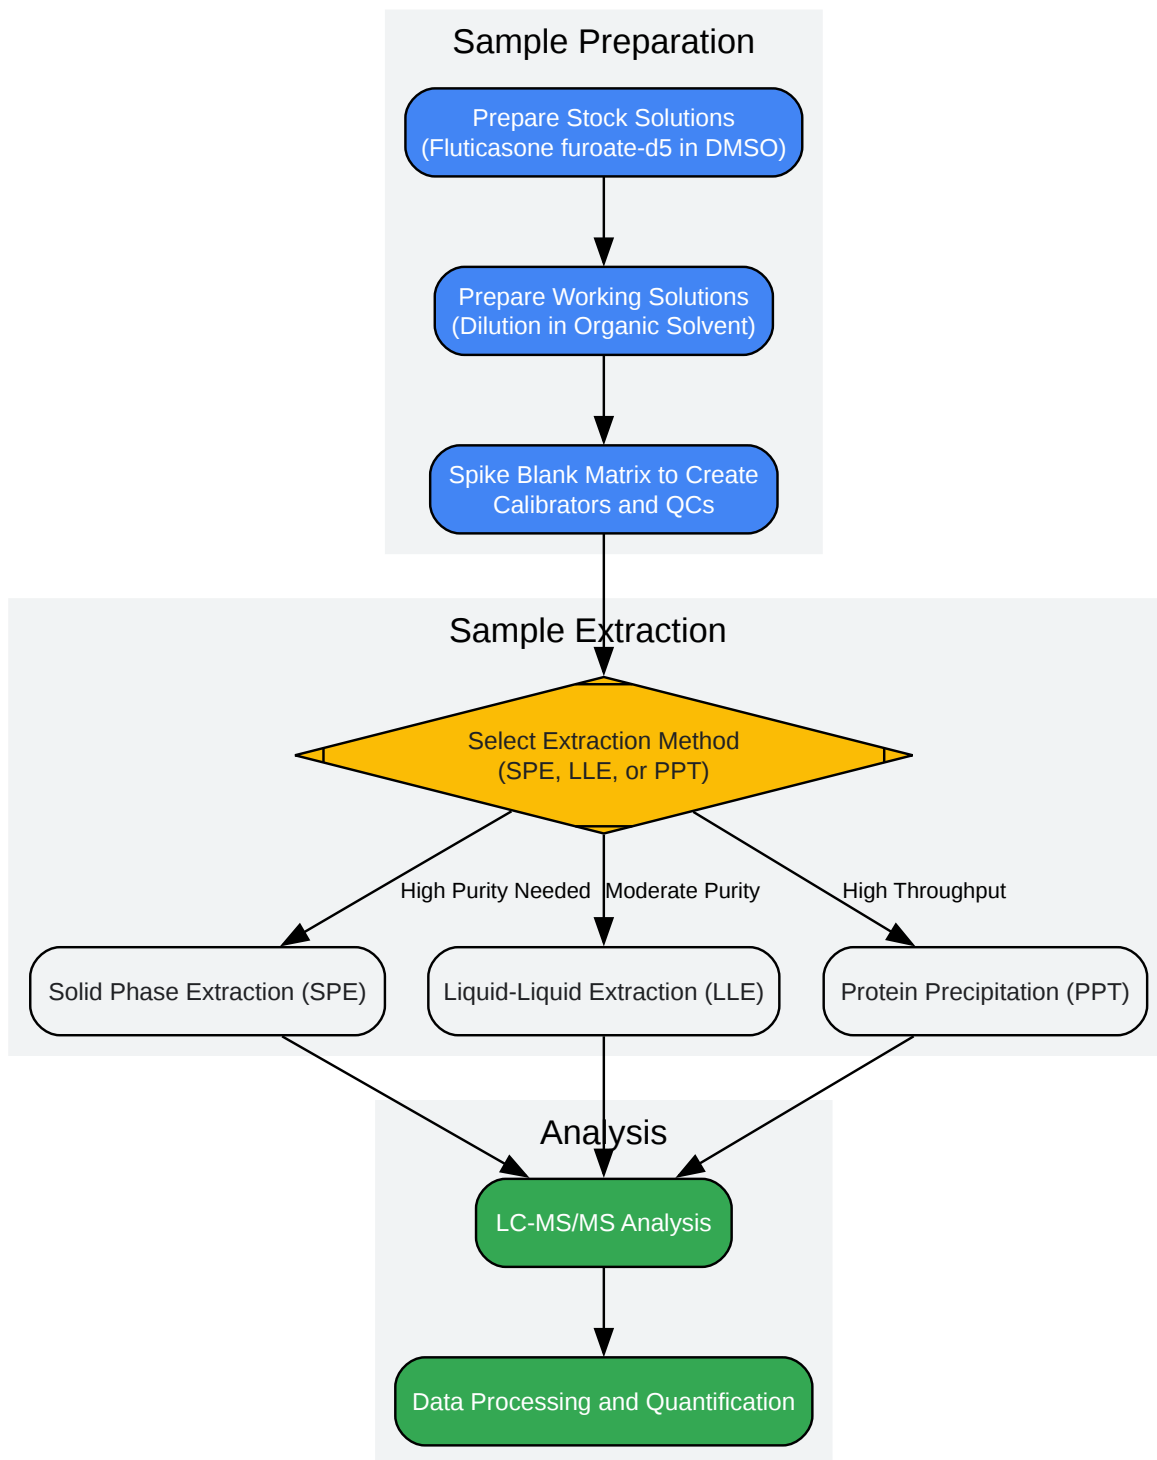 Sample Preparation
Prepare Stock Solutions
(Fluticasone furoate-d5 in DMSO)
Prepare Working Solutions
(Dilution in Organic Solvent)
Spike Blank Matrix to Create
Calibrators and QCs
Sample Extraction
Select Extraction Method
(SPE, LLE, or PPT)
High Purity Needed
Moderate Purity
High Throughput
Solid Phase Extraction (SPE)
Liquid-Liquid Extraction (LLE)
Protein Precipitation (PPT)
Analysis
LC-MS/MS Analysis
Data Processing and Quantification